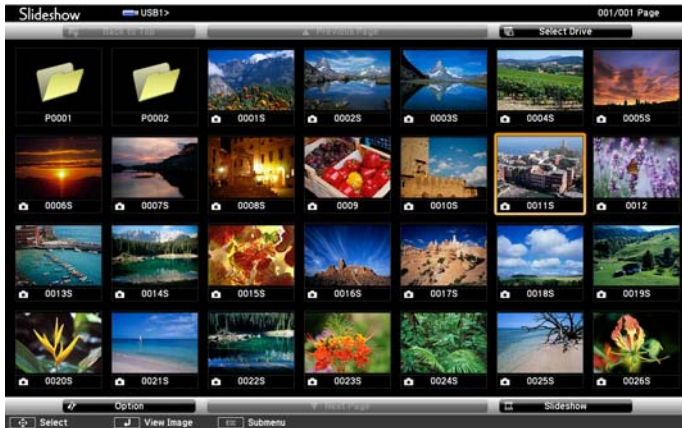 Slideshow USB1> 001/001 Page
Back to Top Previous Page Select Drive
P0001 P0002 0001S 0002S 0003S 0004S 0005S
0006S 0007S 0008S 0009 0010S 0011S 0012
0013S 0014S 0015S 0016S 0017S 0018S 0019S
0020S 0021S 0022S 0023S 0024S 0025S 0026S
Option Next Page Slideshow
Select View Image Esc Submenu